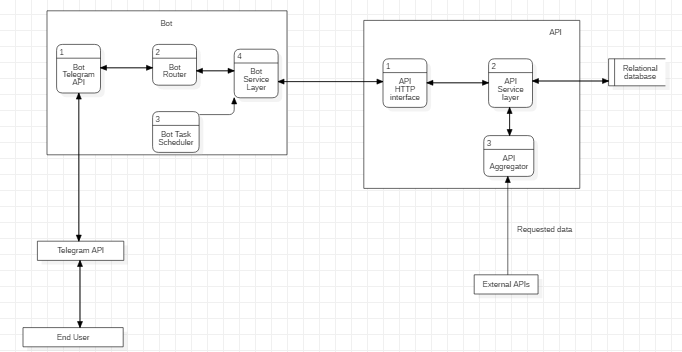 Bot
1
Bot
Telegram
API
2
Bot
Router
4
Bot
Service
Layer
3
Bot Task
Scheduler
API
1
API
HTTP
interface
2
API
Service
layer
3
API
Aggregator
Relational
database
Requested data
External APIs
Telegram API
End User